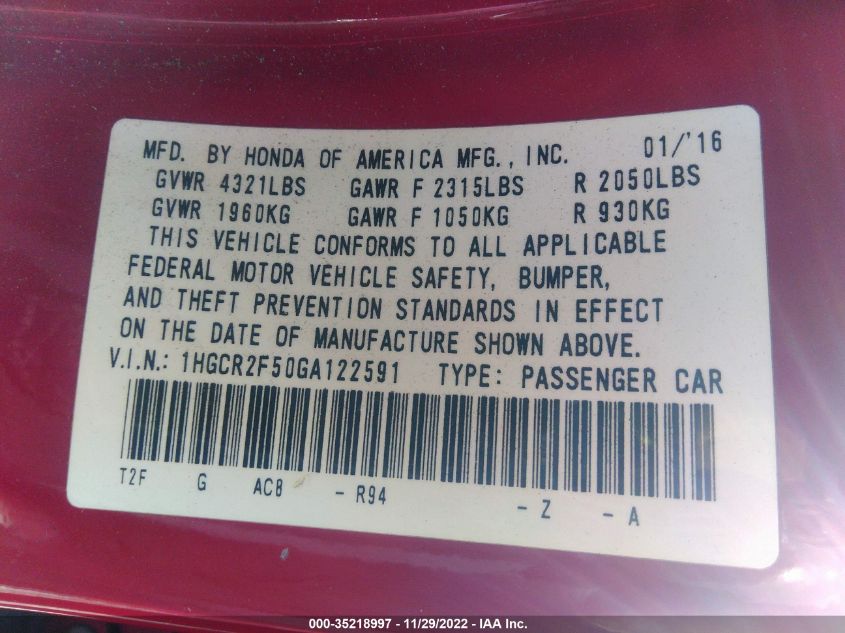 MFD. BY HONDA OF AMERICA MFG., INC. 01/'16
GVWR 4321LBS GAWR F 2315LBS R 2050LBS
GVWR 1960KG GAWR F 1050KG R 930KG
THIS VEHICLE CONFORMS TO ALL APPLICABLE
FEDERAL MOTOR VEHICLE SAFETY, BUMPER,
AND THEFT PREVENTION STANDARDS IN EFFECT
ON THE DATE OF MANUFACTURE SHOWN ABOVE.
V.I.N.: 1HGCR2F50GA122591 TYPE: PASSENGER CAR
T2F G AC8 - R94 - Z - A
000-35218997 - 11/29/2022 - IAA Inc.